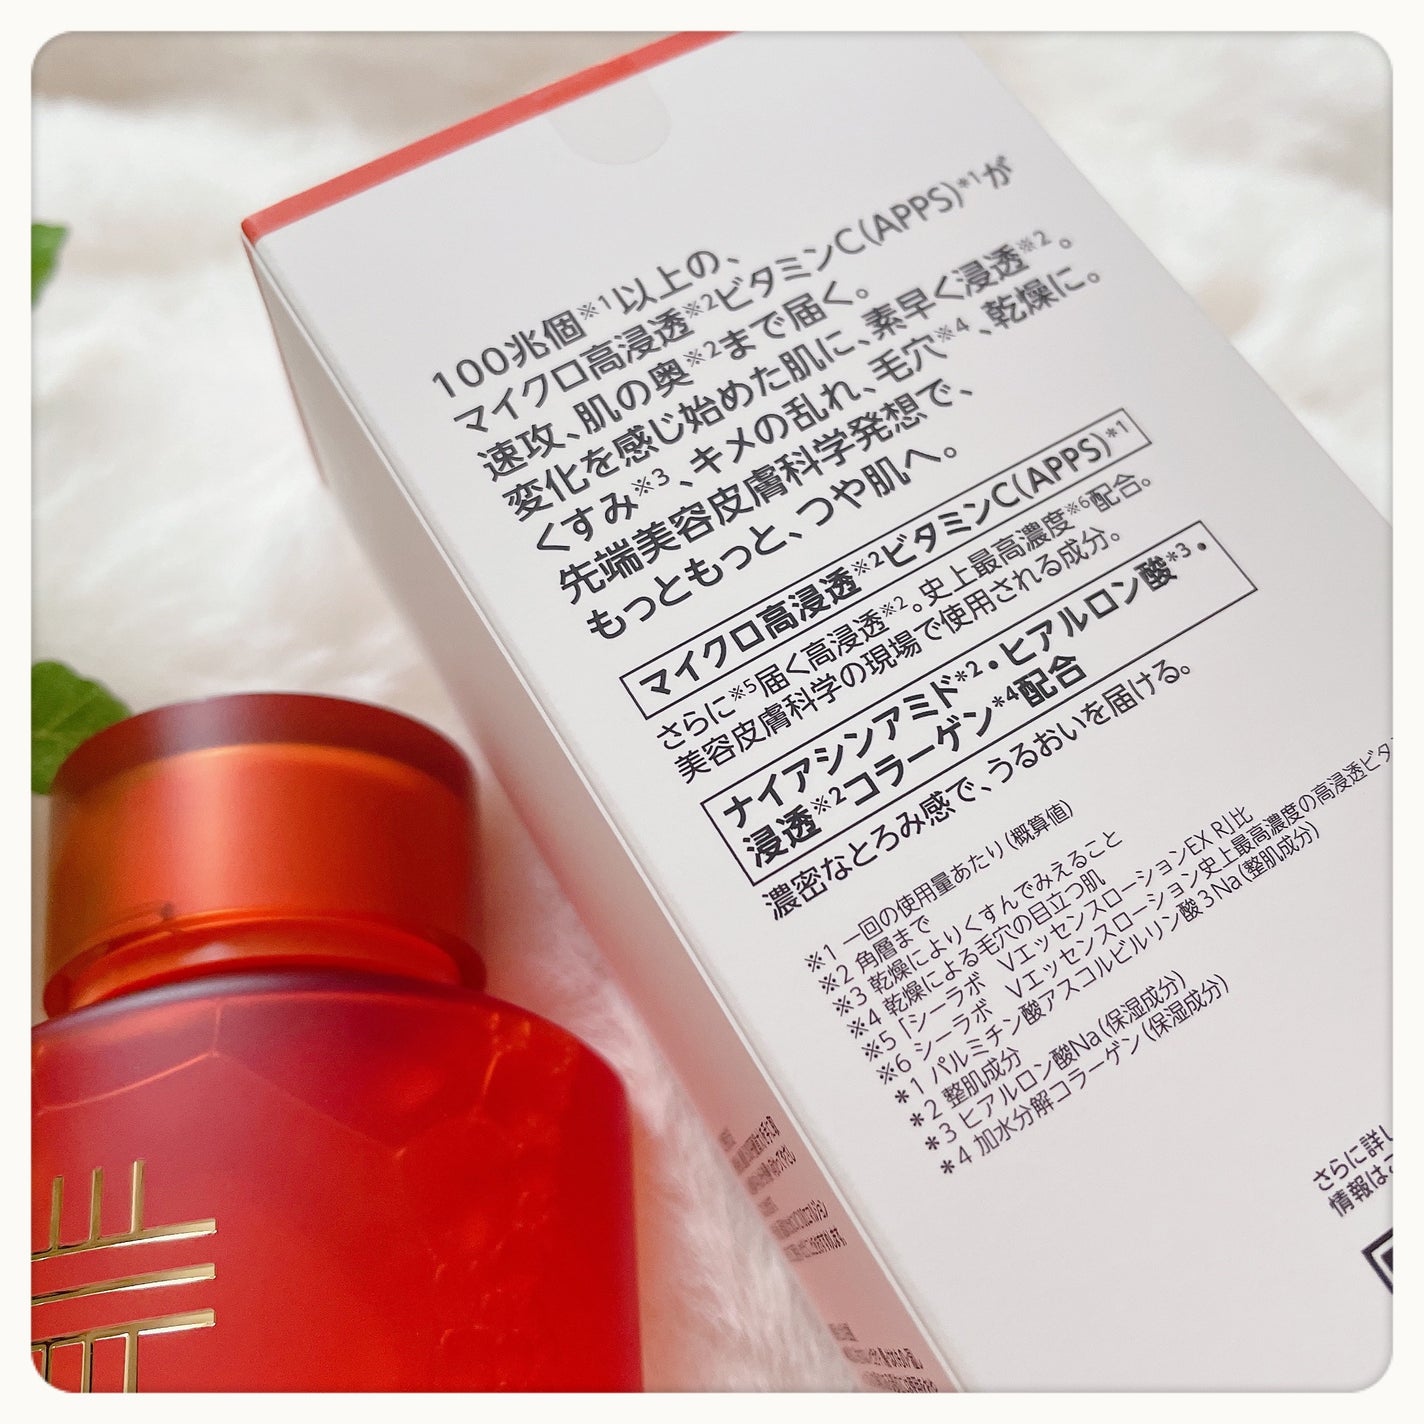 100兆個※1以上の、
マイクロ高浸透※2ビタミンC(APPS)*1が
速攻、肌の奥※2まで届く。
変化を感じ始めた肌に、素早く浸透※2。
くすみ※3、キメの乱れ、毛穴※4、乾燥に。
先端美容皮膚科学発想で、
もっともっと、つや肌へ。
マイクロ高浸透※2ビタミンC(APPS)*1
さらに※5届く高浸透※2。史上最高濃度※6配合。
美容皮膚科学の現場で使用される成分。
ナイアシンアミド*2・ヒアルロン酸*3・
浸透※2コラーゲン*4配合
濃密なとろみ感で、うるおいを届ける。
※1 一回の使用量あたり(概算値)
※2 角層まで
※3 乾燥によりくすんでみえること
※4 乾燥による毛穴の目立つ肌
※5 「シーラボ Vエッセンスローション EX R」比
※6 シーラボ Vエッセンスローション史上最高濃度の高浸透ビタ
*1 パルミチン酸アスコルビルリン酸3Na(整肌成分)
*2 整肌成分
*3 ヒアルロン酸Na(保湿成分)
*4 加水分解コラーゲン(保湿成分)
さらに詳し
情報は